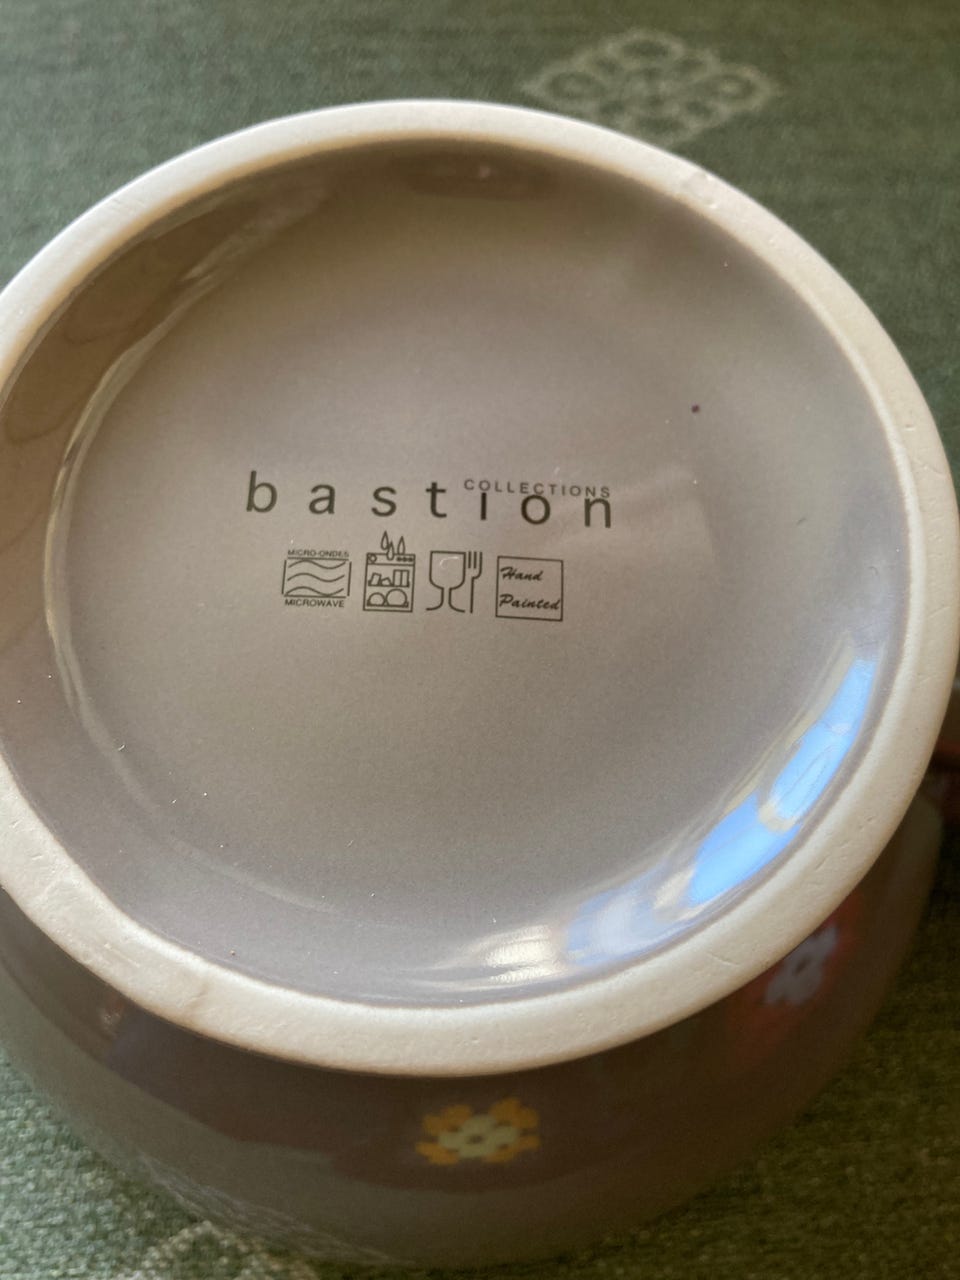 COLLECTIONS
bastion
MICRO-ONDES
MICROWAVE
Hand
Painted